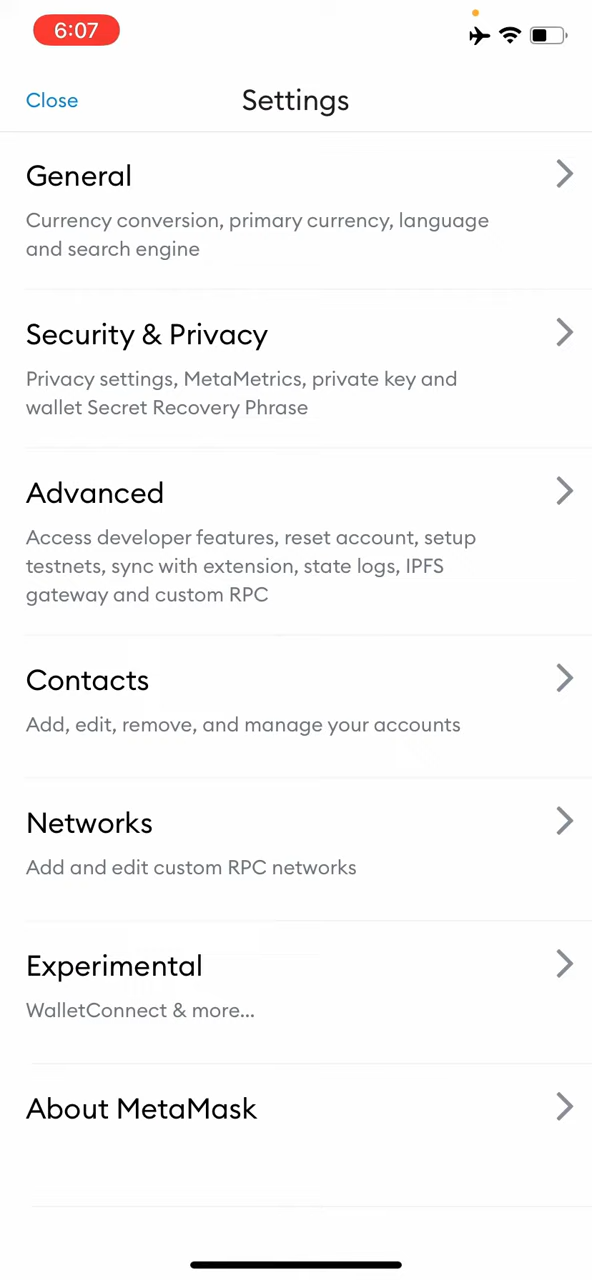 6:07
Close
Settings
General
Currency conversion, primary currency, language
and search engine
Security & Privacy
Privacy settings, MetaMetrics, private key and
wallet Secret Recovery Phrase
Advanced
Access developer features, reset account, setup
testnets, sync with extension, state logs, IPFS
gateway and custom RPC
Contacts
Add, edit, remove, and manage your accounts
Networks
Add and edit custom RPC networks
Experimental
WalletConnect & more...
About MetaMask